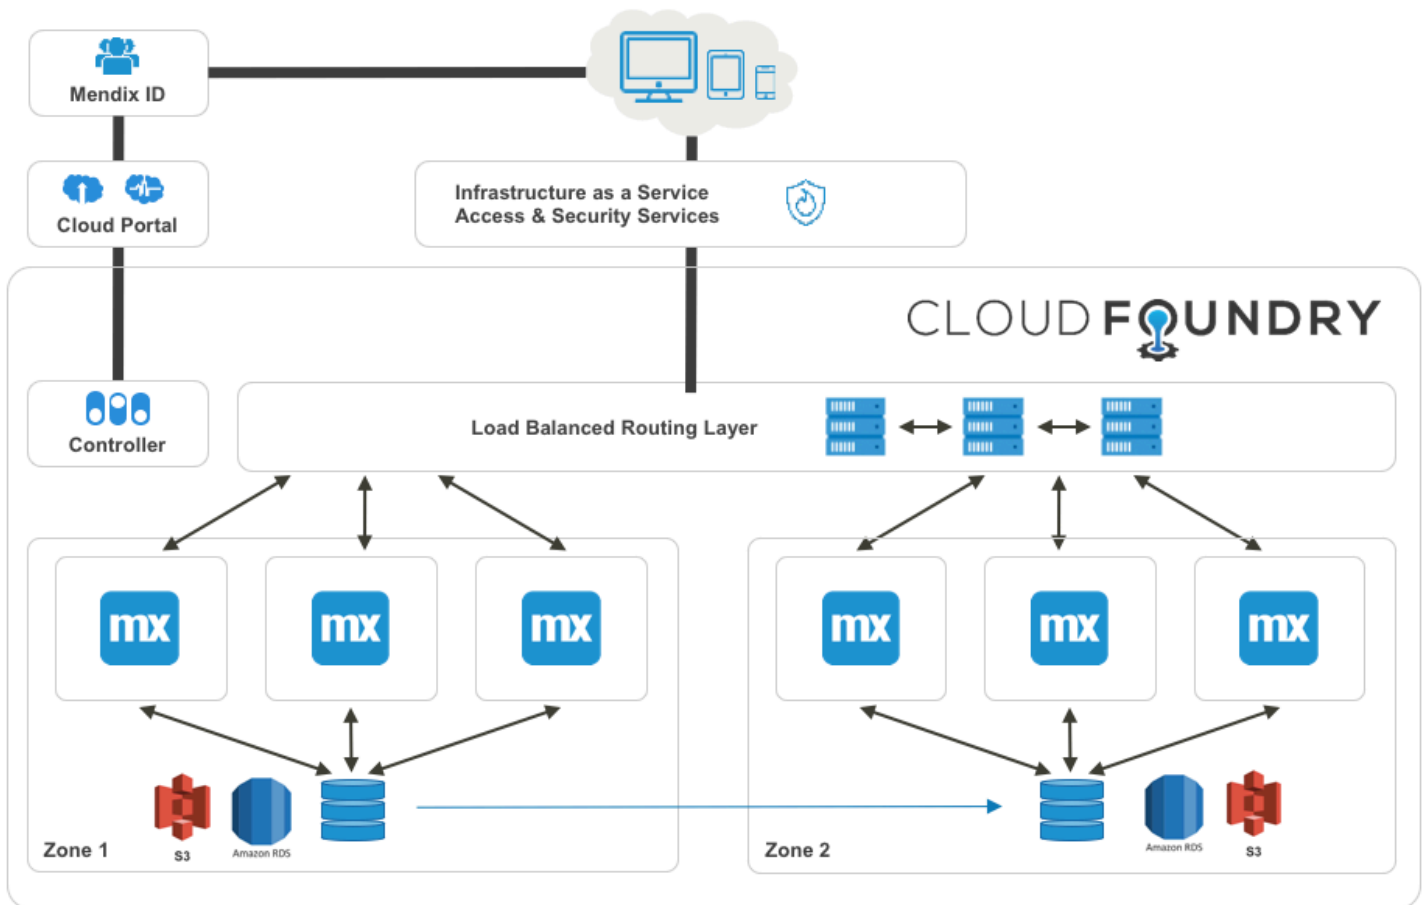 Mendix ID
Cloud Portal
Infrastructure as a Service
Access & Security Services
CLOUD FOUNDRY
Controller
Load Balanced Routing Layer
mx
mx
mx
mx
mx
mx
Zone 1
S3
Amazon RDS
Zone 2
Amazon RDS
S3